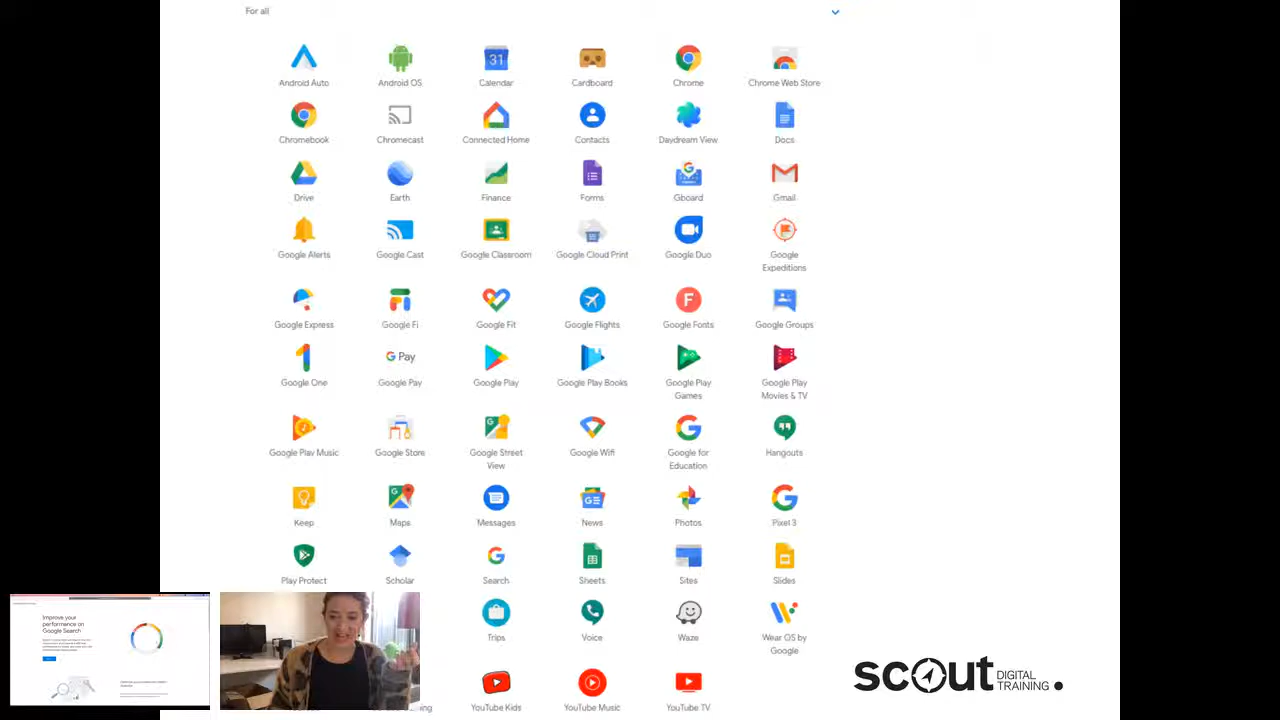 For all
Android Auto Android OS Calendar Cardboard Chrome Chrome Web Store
Chromebook Chromecast Connected Home Contacts Daydream View Docs
Drive Earth Finance Forms Gboard Gmail
Google Alerts Google Cast Google Classroom Google Cloud Print Google Duo Google
Expeditions
Google Express Google Fi Google Fit Google Flights Google Fonts Google Groups
Google One Google Pay Google Play Google Play Books Google Play Google Play
Games Movies & TV
Google Play Music Google Store Google Street Google Wifi Google for Hangouts
View Education
Keep Maps Messages News Photos Pixel 3
Play Protect Scholar Search Sheets Sites Slides
Trips Voice Waze Wear OS by
Google
YouTube Kids YouTube Music YouTube TV
31
G Pay
Improve your
performance on
Google Search
scout DIGITAL
TRAINING